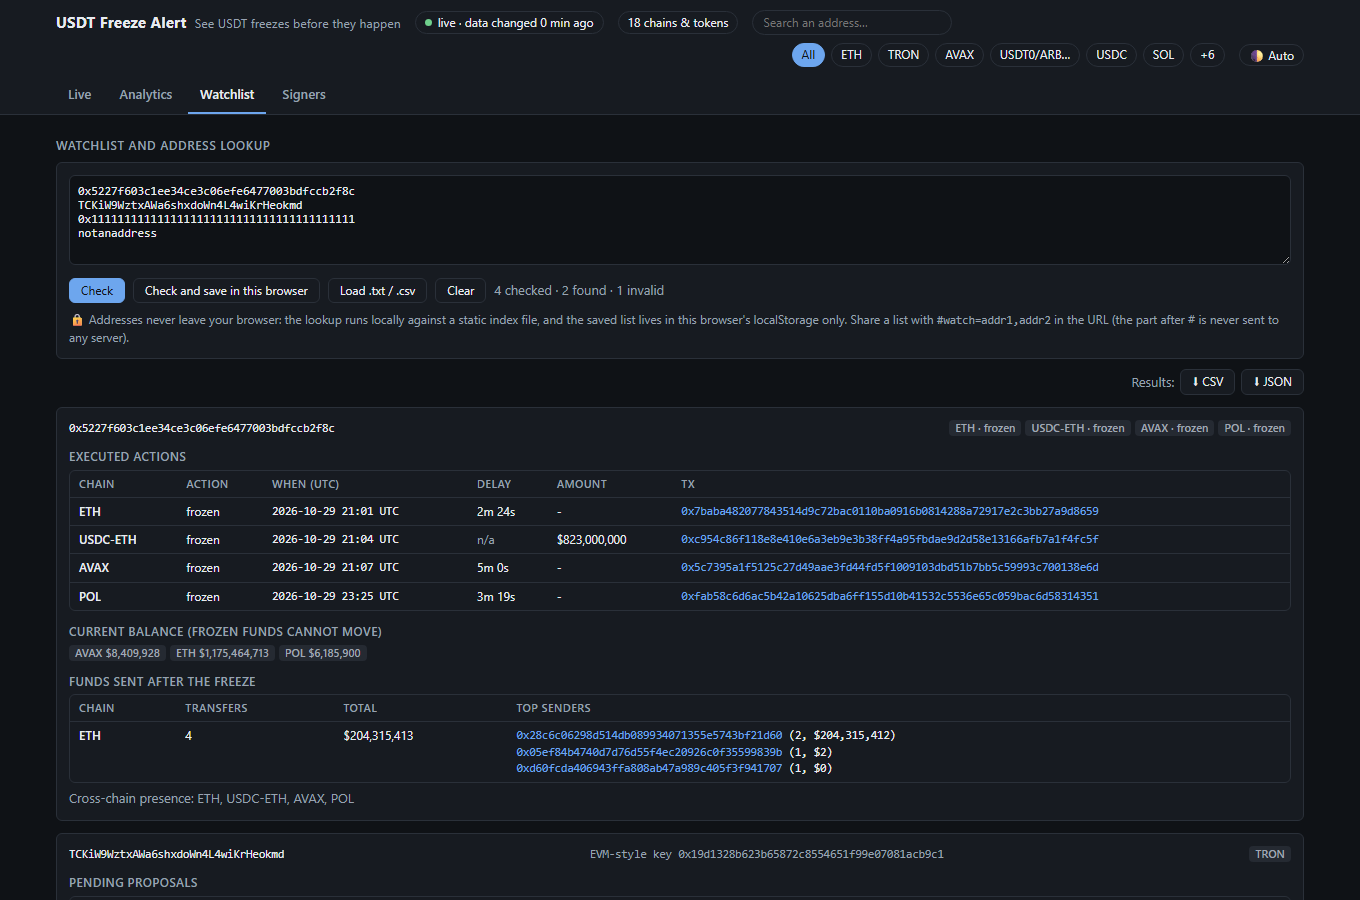 USDT Freeze Alert See USDT freezes before they happen live · data changed 0 min ago 18 chains & tokens Search an address...
All ETH TRON AVAX USDT0/ARB... USDC SOL +6 Auto
Live Analytics Watchlist Signers
WATCHLIST AND ADDRESS LOOKUP
0x5227f603c1ee34ce3c06efe6477003bdfccb2f8c
TCKiW9WztxAWa6shxdoWn4L4wiKrHeokmd
0x1111111111111111111111111111111111111111
notanaddress
Check Check and save in this browser Load .txt / .csv Clear 4 checked · 2 found · 1 invalid
Addresses never leave your browser: the lookup runs locally against a static index file, and the saved list lives in this browser's localStorage only. Share a list with #watch=addr1,addr2 in the URL (the part after # is never sent to
any server).
Results: ⬇ CSV ⬇ JSON
0x5227f603c1ee34ce3c06efe6477003bdfccb2f8c ETH · frozen USDC-ETH · frozen AVAX · frozen POL · frozen
EXECUTED ACTIONS
CHAIN ACTION WHEN (UTC) DELAY AMOUNT TX
ETH frozen 2026-10-29 21:01 UTC 2m 24s - 0x7baba482077843514d9c72bac0110ba0916b0814288a72917e2c3bb27a9d8659
USDC-ETH frozen 2026-10-29 21:04 UTC n/a $823,000,000 0xc954c86f118e8e410e6a3eb9e3b38ff4a95fbdae9d2d58e13166afb7a1f4fc5f
AVAX frozen 2026-10-29 21:07 UTC 5m 0s - 0x5c7395a1f5125c27d49aae3fd44fd5f1009103dbd51b7bb5c59993c700138e6d
POL frozen 2026-10-29 23:25 UTC 3m 19s - 0xfab58c6d6ac5b42a10625dba6ff155d10b41532c5536e65c059bac6d58314351
CURRENT BALANCE (FROZEN FUNDS CANNOT MOVE)
AVAX $8,409,928 ETH $1,175,464,713 POL $6,185,900
FUNDS SENT AFTER THE FREEZE
CHAIN TRANSFERS TOTAL TOP SENDERS
ETH 4 $204,315,413 0x28c6c06298d514db089934071355e5743bf21d60 (2, $204,315,412)
0x05ef84b4740d7d76d55f4ec20926c0f35599839b (1, $2)
0xd60fcda406943ffa808ab47a989c405f3f941707 (1, $0)
Cross-chain presence: ETH, USDC-ETH, AVAX, POL
TCKiW9WztxAWa6shxdoWn4L4wiKrHeokmd EVM-style key 0x19d1328b623b65872c8554651f99e07081acb9c1 TRON
PENDING PROPOSALS